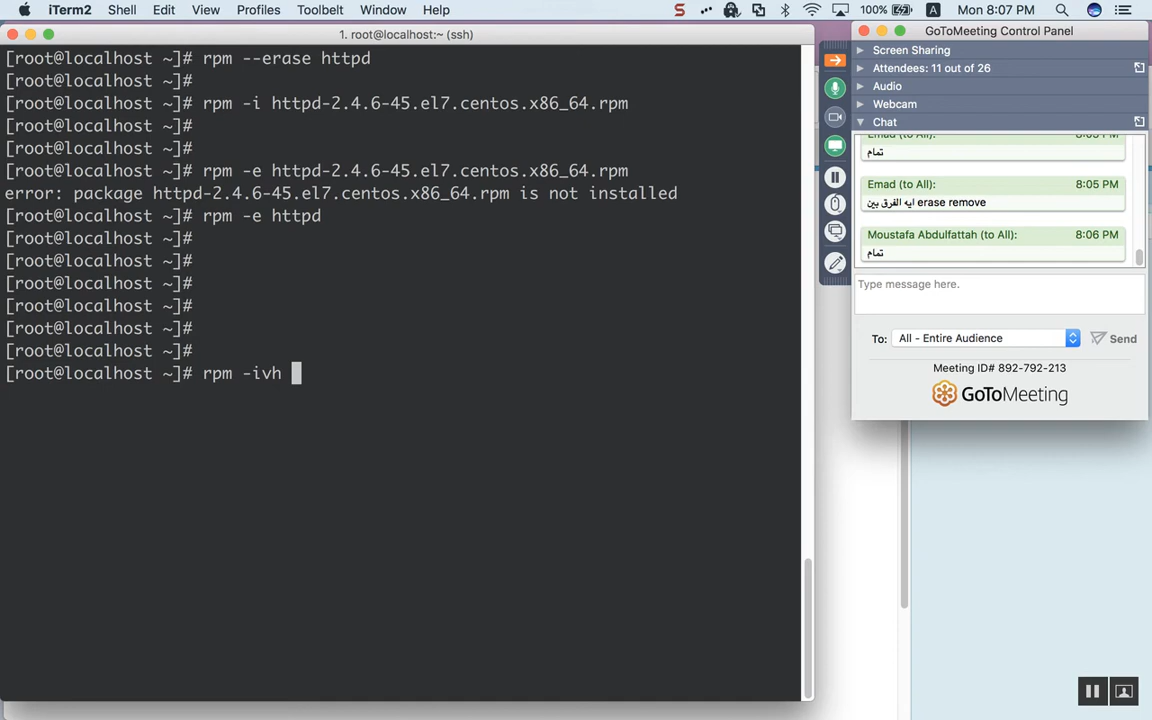 iTerm2 Shell Edit View Profiles Toolbelt Window Help S 100% A Mon 8:07 PM
1. root@localhost:~ (ssh)
[root@localhost ~]# rpm --erase httpd
[root@localhost ~]#
[root@localhost ~]# rpm -i httpd-2.4.6-45.el7.centos.x86_64.rpm
[root@localhost ~]#
[root@localhost ~]#
[root@localhost ~]# rpm -e httpd-2.4.6-45.el7.centos.x86_64.rpm
error: package httpd-2.4.6-45.el7.centos.x86_64.rpm is not installed
[root@localhost ~]# rpm -e httpd
[root@localhost ~]#
[root@localhost ~]#
[root@localhost ~]#
[root@localhost ~]#
[root@localhost ~]#
[root@localhost ~]#
[root@localhost ~]# rpm -ivh
GoToMeeting Control Panel
Screen Sharing
Attendees: 11 out of 26
Audio
Webcam
Chat
Emad (to All): 8:05 PM
تمام
Emad (to All): 8:05 PM
ايه الفرق بين erase remove
Moustafa Abdulfattah (to All): 8:06 PM
تمام
Type message here.
To: All - Entire Audience Send
Meeting ID# 892-792-213
GoToMeeting